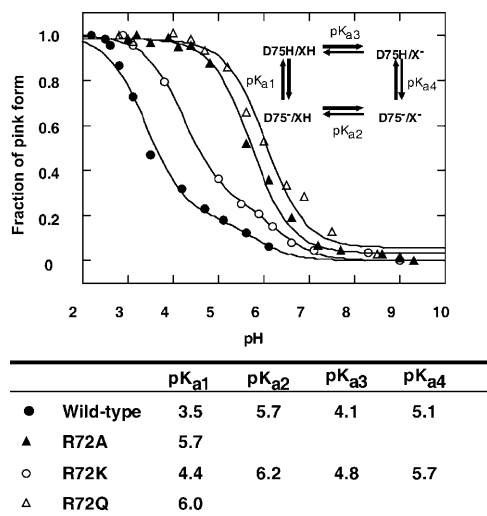 Fraction of pink form
1.0
0.8
0.6
0.4
0.2
0
2 3 4 5 6 7 8 9 10
pH
pKa3
D75H/XH D75H/X-
pKa1 pKa4
D75-/XH D75-/X-
pKa2
pKa1 pKa2 pKa3 pKa4
Wild-type 3.5 5.7 4.1 5.1
R72A 5.7
R72K 4.4 6.2 4.8 5.7
R72Q 6.0